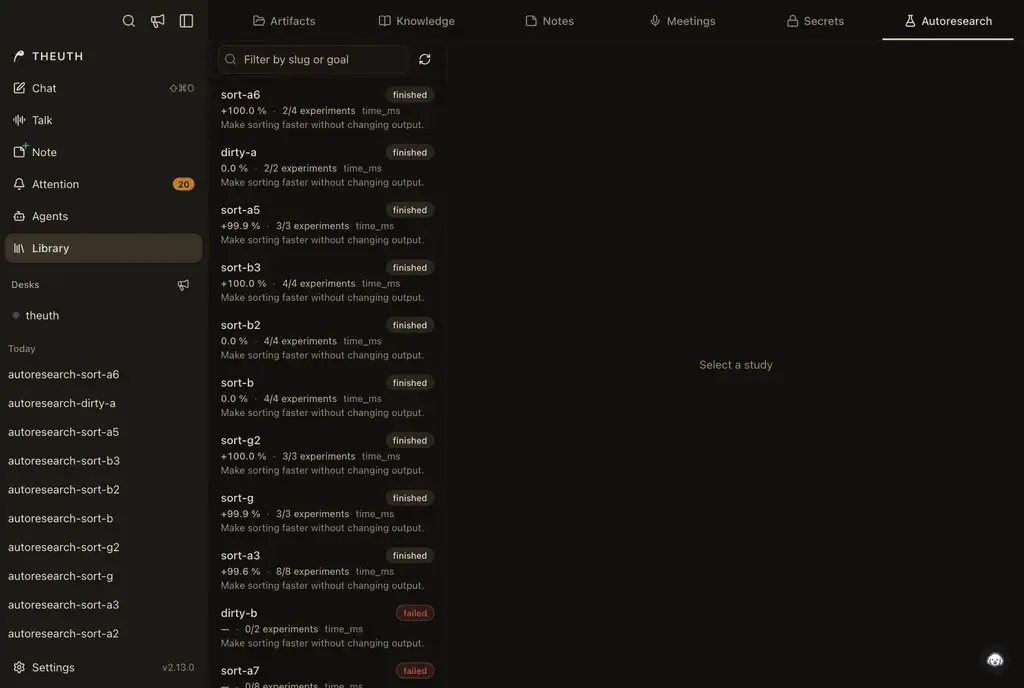 Artifacts
Knowledge
Notes
Meetings
Secrets
Autoresearch
THEUTH
Chat ⇧⌘O
Talk
Note
Attention 20
Agents
Library
Desks
theuth
Today
autoresearch-sort-a6
autoresearch-dirty-a
autoresearch-sort-a5
autoresearch-sort-b3
autoresearch-sort-b2
autoresearch-sort-b
autoresearch-sort-g2
autoresearch-sort-g
autoresearch-sort-a3
autoresearch-sort-a2
Settings v2.13.0
Filter by slug or goal
sort-a6 finished
+100.0 % · 2/4 experiments time_ms
Make sorting faster without changing output.
dirty-a finished
0.0 % · 2/2 experiments time_ms
Make sorting faster without changing output.
sort-a5 finished
+99.9 % · 3/3 experiments time_ms
Make sorting faster without changing output.
sort-b3 finished
+100.0 % · 4/4 experiments time_ms
Make sorting faster without changing output.
sort-b2 finished
0.0 % · 4/4 experiments time_ms
Make sorting faster without changing output.
sort-b finished
0.0 % · 4/4 experiments time_ms
Make sorting faster without changing output.
sort-g2 finished
+100.0 % · 3/3 experiments time_ms
Make sorting faster without changing output.
sort-g finished
+99.9 % · 3/3 experiments time_ms
Make sorting faster without changing output.
sort-a3 finished
+99.6 % · 8/8 experiments time_ms
Make sorting faster without changing output.
dirty-b failed
— · 0/2 experiments time_ms
Make sorting faster without changing output.
sort-a7 failed
— · 0/8 experiments time_ms
Select a study